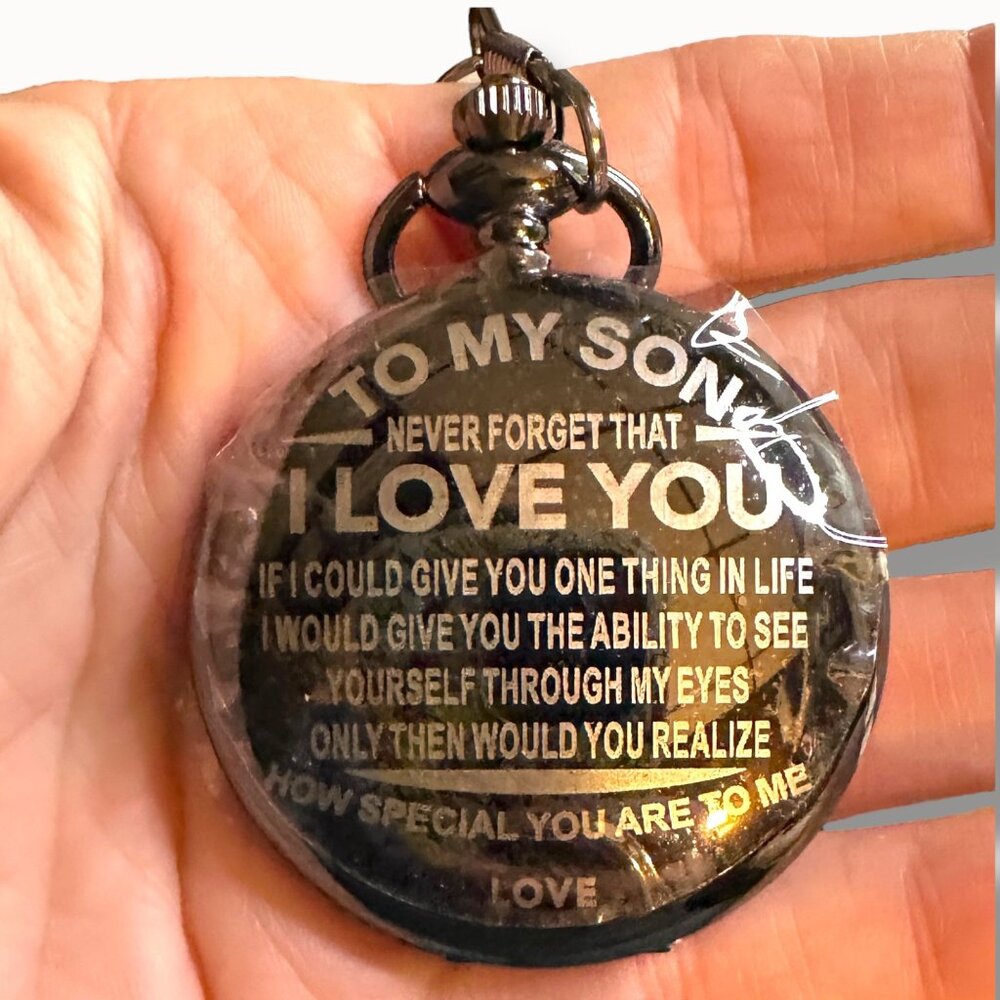 TO MY SON
NEVER FORGET THAT
I LOVE YOU
IF I COULD GIVE YOU ONE THING IN LIFE
I WOULD GIVE YOU THE ABILITY TO SEE
YOURSELF THROUGH MY EYES
ONLY THEN WOULD YOU REALIZE
HOW SPECIAL YOU ARE TO ME
LOVE